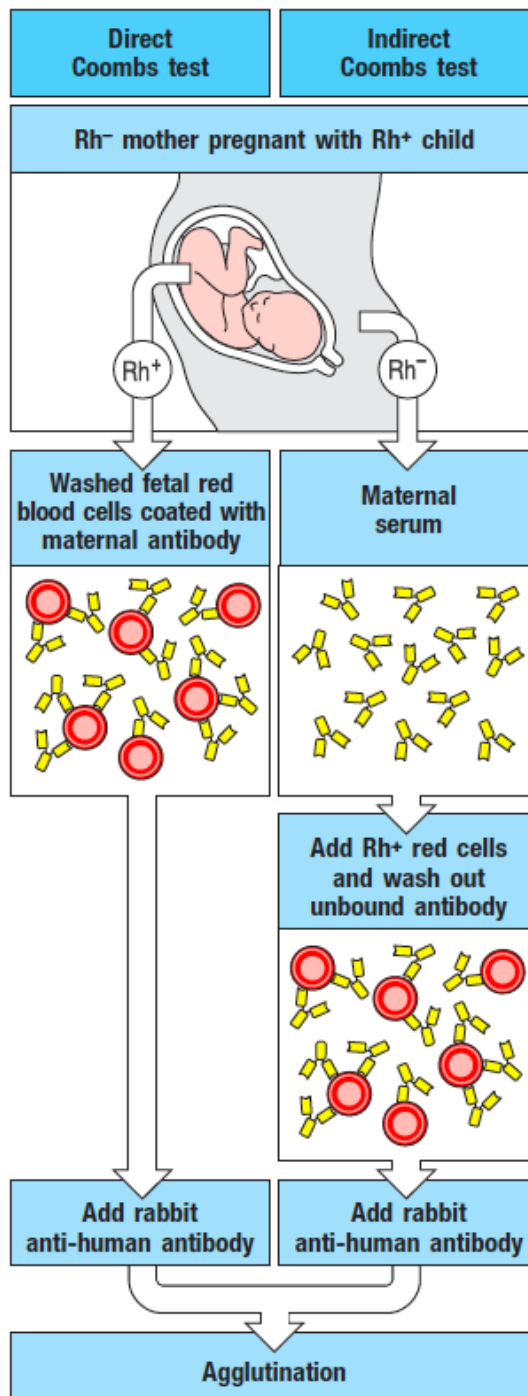 Direct
Coombs test
Indirect
Coombs test
Rh⁻ mother pregnant with Rh⁺ child
Rh⁺
Rh⁻
Washed fetal red
blood cells coated with
maternal antibody
Maternal
serum
Add Rh⁺ red cells
and wash out
unbound antibody
Add rabbit
anti-human antibody
Add rabbit
anti-human antibody
Agglutination